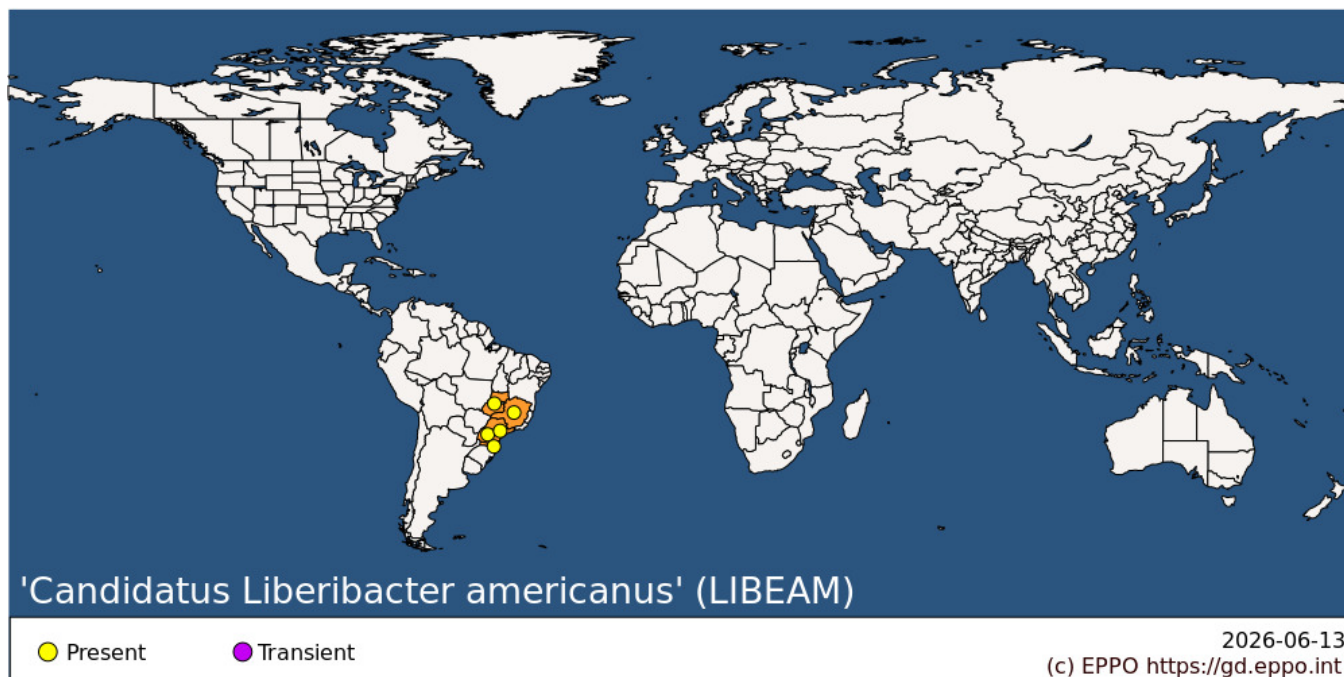 'Candidatus Liberibacter americanus' (LIBEAM)
Present
Transient
2026-06-13
(c) EPPO https://gd.eppo.int